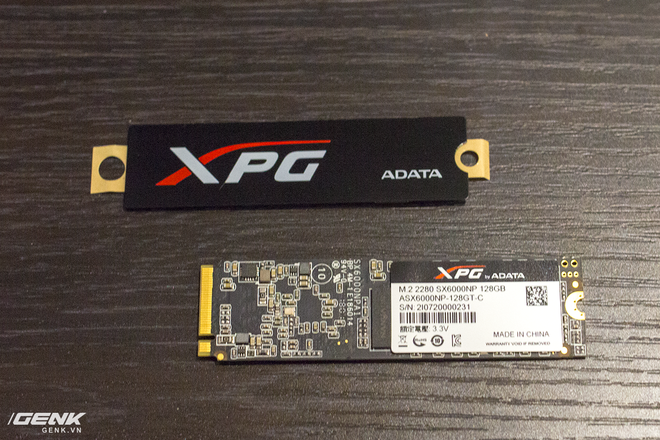 XPG
ADATA
XPG by ADATA
M.2 2280 SX6000NP 128GB
ASX6000NP-128GT-C
S/N: 2I0720000231
額定電壓: 3.3V
MADE IN CHINA
WARRANTY VOID IF REMOVED
10
GENK
GENK.VN